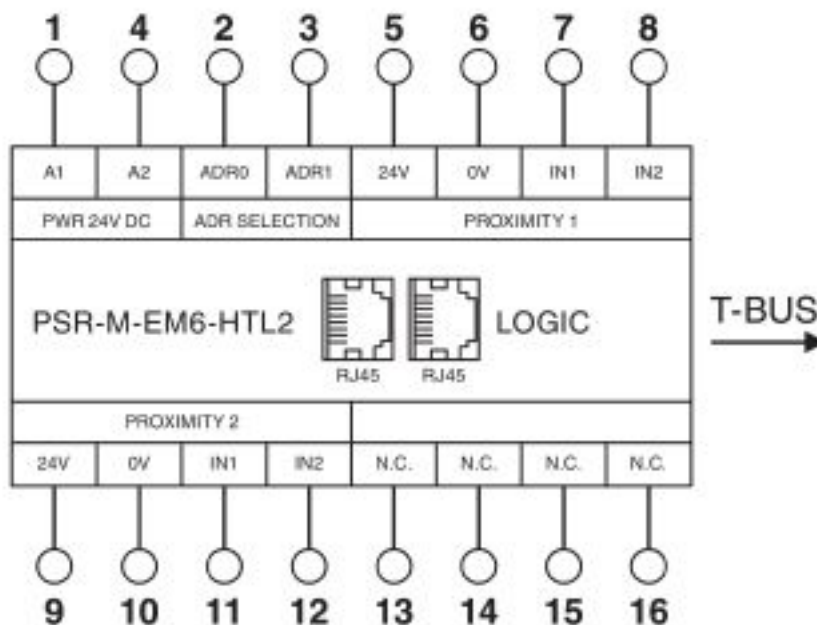 1 4 2 3 5 6 7 8
A1 A2 ADR0 ADR1 24V 0V IN1 IN2
PWR 24V DC ADR SELECTION PROXIMITY 1
PSR-M-EM6-HTL2 LOGIC T-BUS
RJ45 RJ45
PROXIMITY 2
24V 0V IN1 IN2 N.C. N.C. N.C. N.C.
9 10 11 12 13 14 15 16